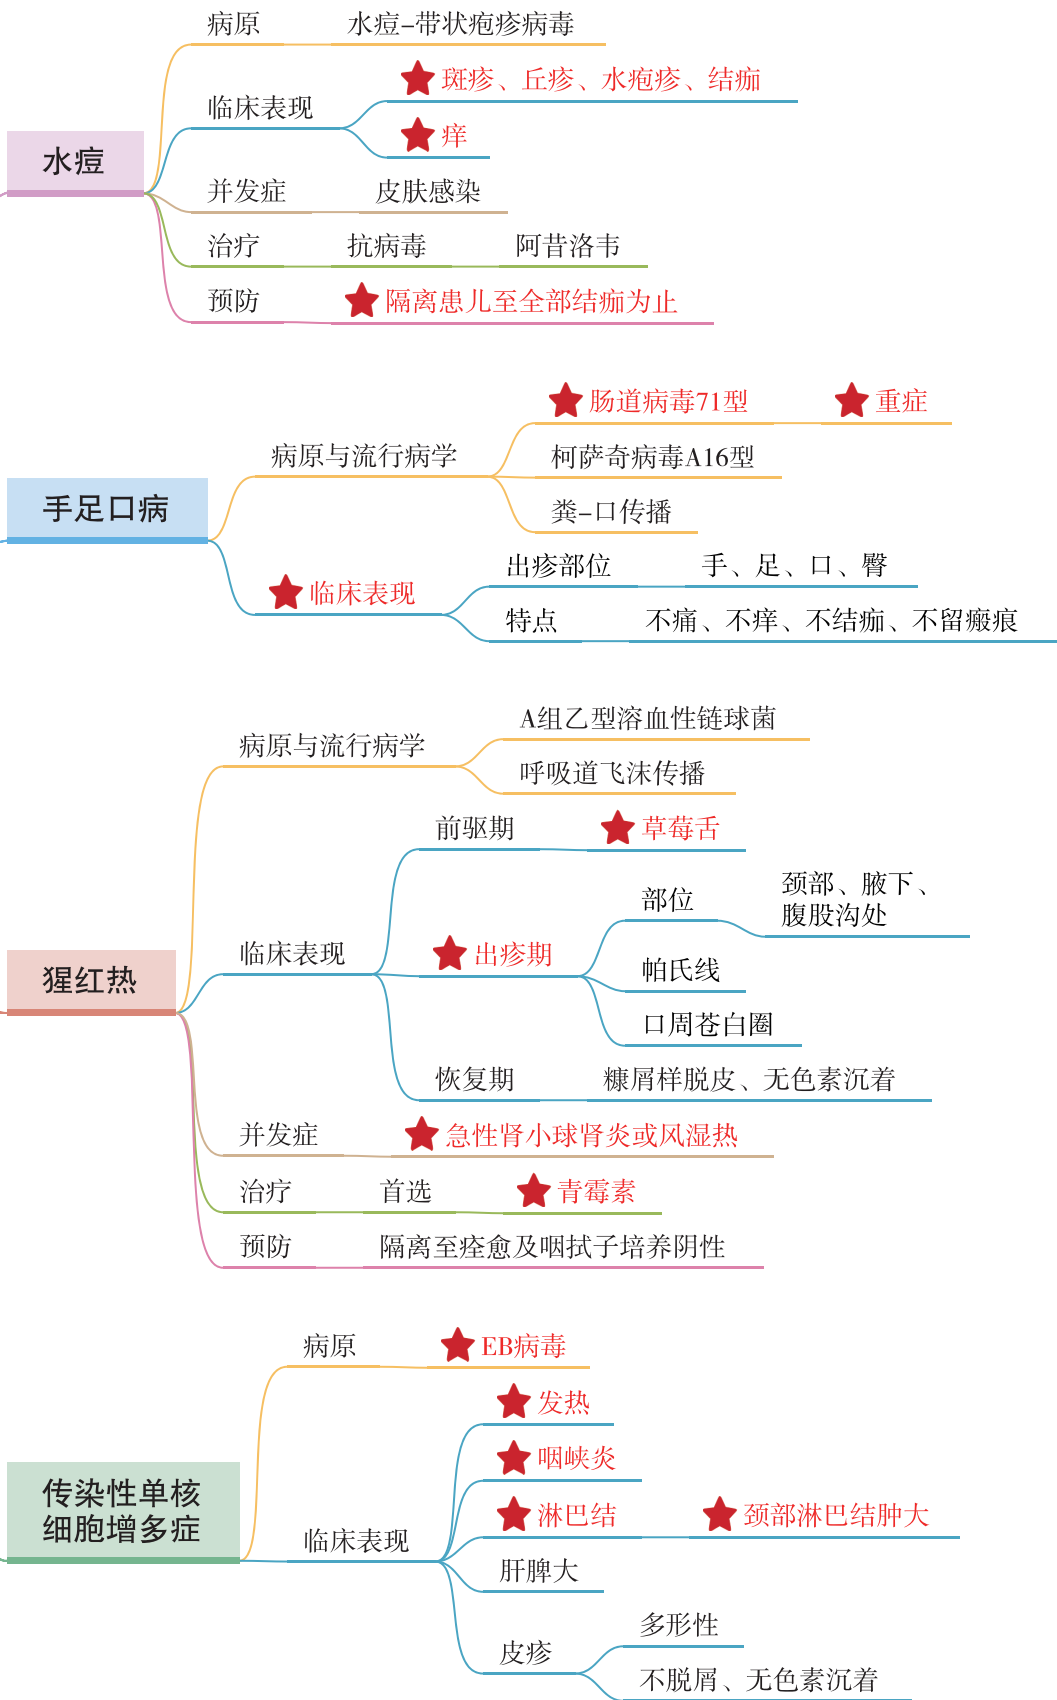 水痘
病原
水痘-带状疱疹病毒
临床表现
斑疹、丘疹、水疱疹、结痂
痒
并发症
皮肤感染
治疗
抗病毒
阿昔洛韦
预防
隔离患儿至全部结痂为止
手足口病
病原与流行病学
肠道病毒71型
重症
柯萨奇病毒A16型
粪-口传播
临床表现
出疹部位
手、足、口、臀
特点
不痛、不痒、不结痂、不留瘢痕
猩红热
病原与流行病学
A组乙型溶血性链球菌
呼吸道飞沫传播
临床表现
前驱期
草莓舌
出疹期
部位
颈部、腋下、
腹股沟处
帕氏线
口周苍白圈
恢复期
糠屑样脱皮、无色素沉着
并发症
急性肾小球肾炎或风湿热
治疗
首选
青霉素
预防
隔离至痊愈及咽拭子培养阴性
传染性单核
细胞增多症
病原
EB病毒
临床表现
发热
咽峡炎
淋巴结
颈部淋巴结肿大
肝脾大
皮疹
多形性
不脱屑、无色素沉着